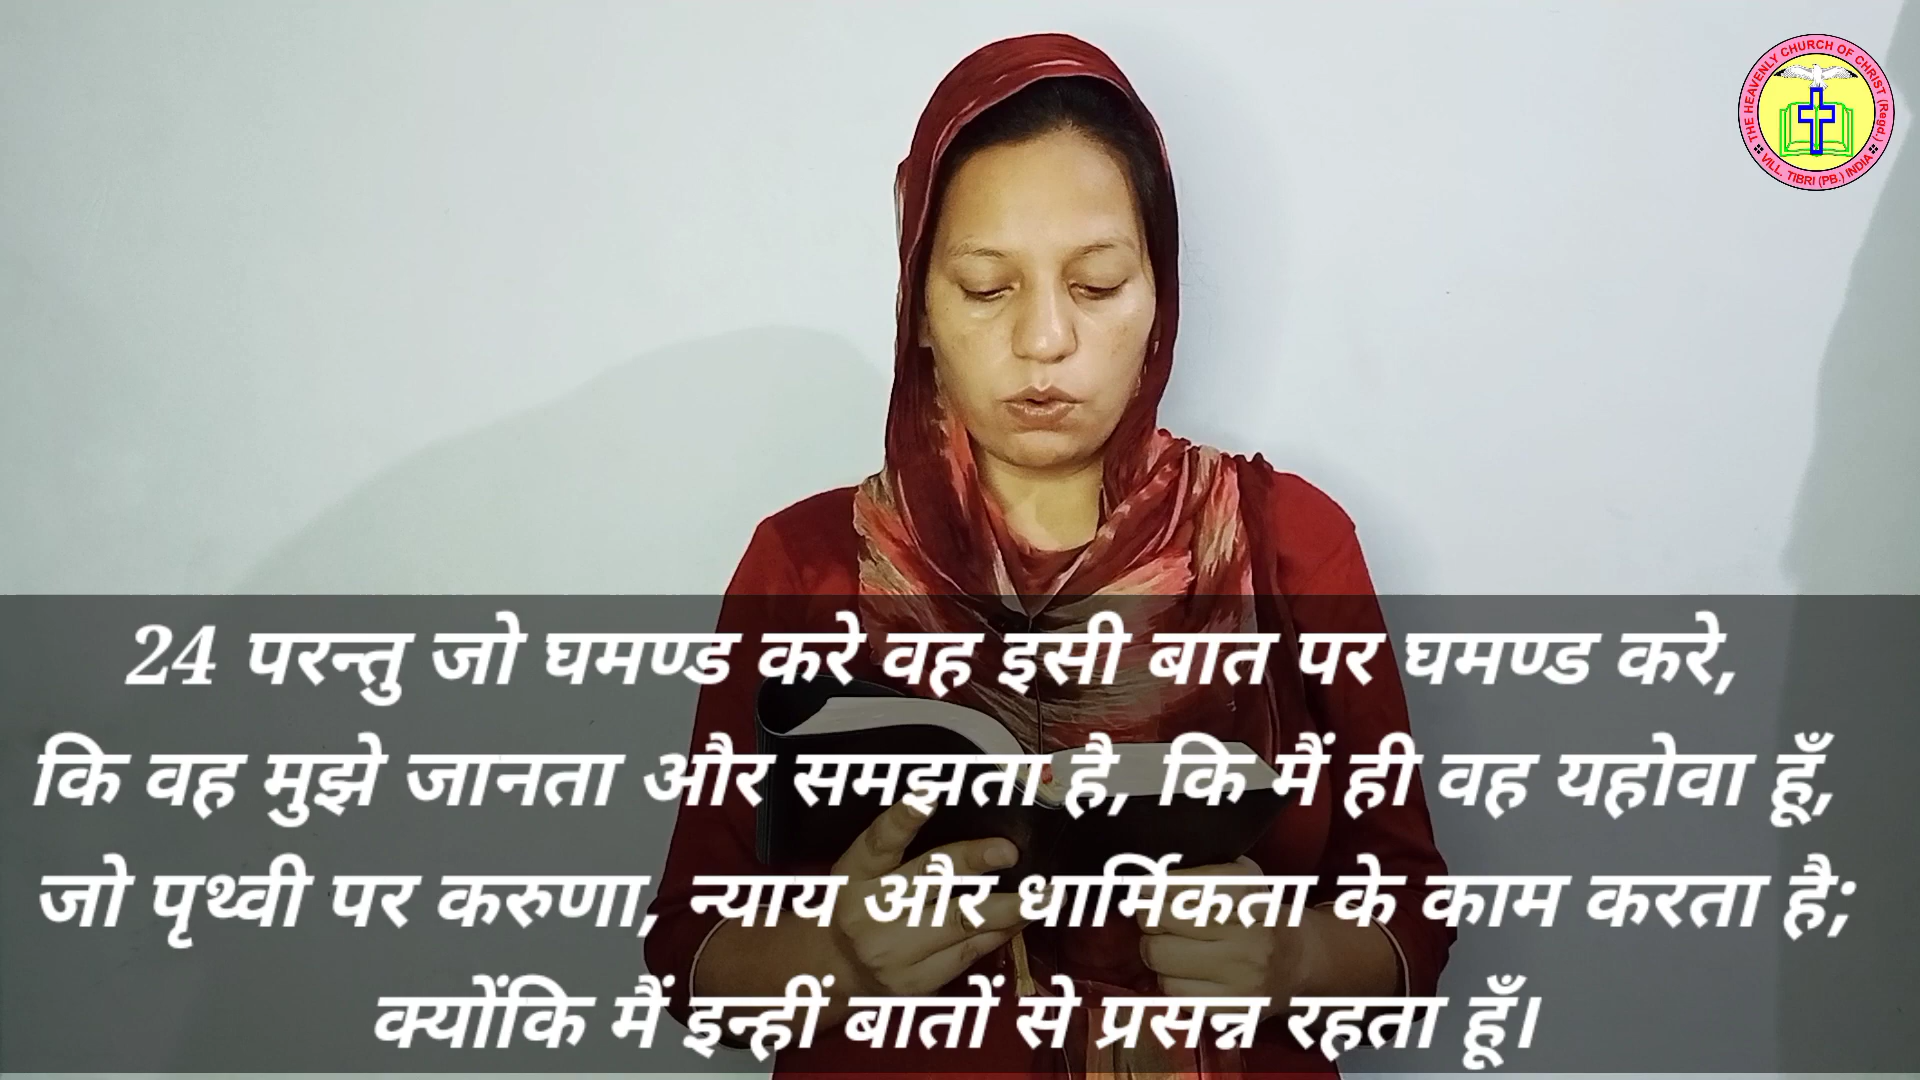 THE HEAVENLY CHURCH OF CHRIST (Regd.)
VILL. TIBRI (PB.) INDIA
24 परन्तु जो घमण्ड करे वह इसी बात पर घमण्ड करे,
कि वह मुझे जानता और समझता है, कि मैं ही वह यहोवा हूँ,
जो पृथ्वी पर करुणा, न्याय और धार्मिकता के काम करता है;
क्योंकि मैं इन्हीं बातों से प्रसन्न रहता हूँ।